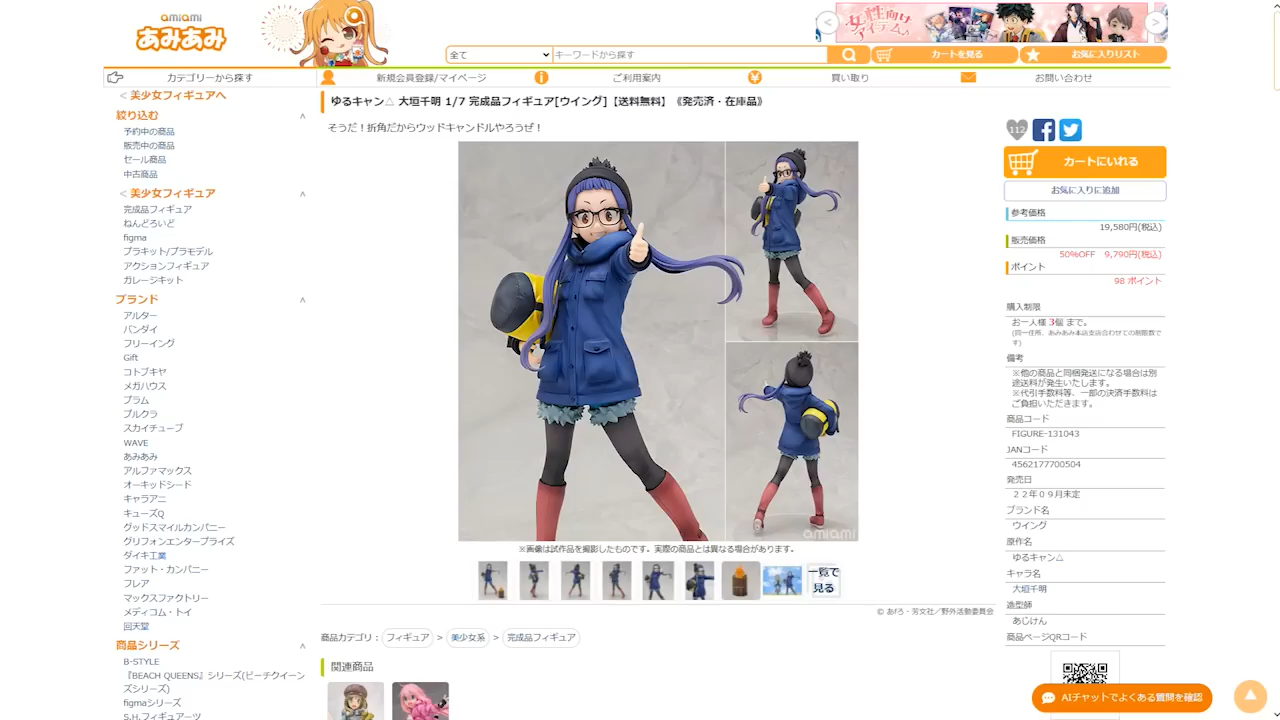 amiami
あみあみ
女性向け
アイテム♪
全て
キーワードから探す
カートを見る
お気に入りリスト
カテゴリーから探す
新規会員登録/マイページ
ご利用案内
買い取り
お問い合わせ
< 美少女フィギュアへ
絞り込む
予約中の商品
販売中の商品
セール商品
中古商品
< 美少女フィギュア
完成品フィギュア
ねんどろいど
figma
プラキット/プラモデル
アクションフィギュア
ガレージキット
ブランド
アルター
バンダイ
フリーイング
Gift
コトブキヤ
メガハウス
プラム
ブルクラ
スカイチューブ
WAVE
あみあみ
アルファマックス
オーキッドシード
キャラアニ
キューズQ
グッドスマイルカンパニー
グリフォンエンタープライズ
ダイキ工業
ファット・カンパニー
フレア
マックスファクトリー
メディコム・トイ
回天堂
商品シリーズ
B-STYLE
『BEACH QUEENS』シリーズ(ビーチクイーン
ズシリーズ)
figmaシリーズ
S.H.フィギュアーツ
ゆるキャン△ 大垣千明 1/7 完成品フィギュア[ウイング]【送料無料】《発売済・在庫品》
そうだ！折角だからウッドキャンドルやろうぜ！
amiami
※画像は試作品を撮影したものです。実際の商品とは異なる場合があります。
一覧で
見る
© あfろ・芳文社／野外活動委員会
商品カテゴリ： フィギュア > 美少女系 > 完成品フィギュア
関連商品
112
カートにいれる
お気に入りに追加
参考価格
19,580円(税込)
販売価格
50%OFF 9,790円(税込)
ポイント
98 ポイント
購入制限
お一人様 3個 まで。
(同一住所、あみあみ本店支店合わせての制限数で
す)
備考
※他の商品と同梱発送になる場合は別
途送料が発生いたします。
※代引手数料等、一部の決済手数料は
ご負担いただきます。
商品コード
FIGURE-131043
JANコード
4562177700504
発売日
２２年０９月未定
ブランド名
ウイング
原作名
ゆるキャン△
キャラ名
大垣千明
造型師
あじけん
商品ページQRコード
AIチャットでよくある質問を確認